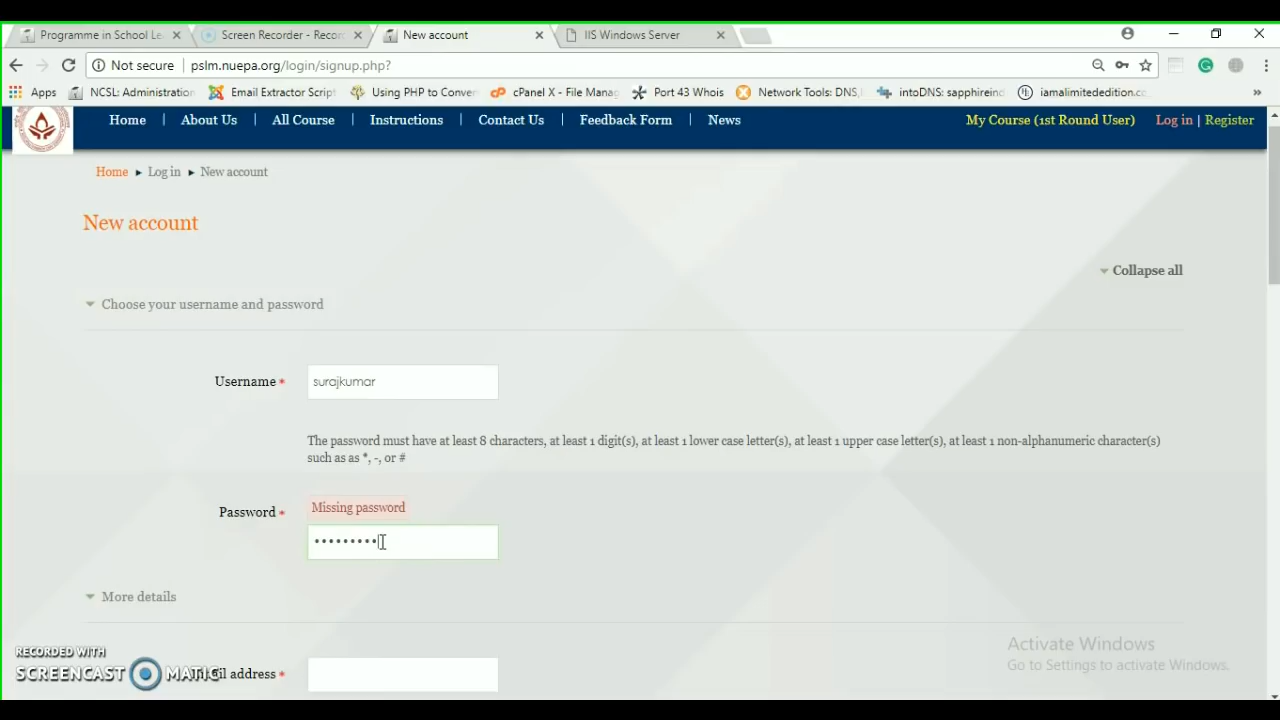 Programme in School Le
Screen Recorder - Recor
New account
IIS Windows Server
Not secure
pslm.nuepa.org/login/signup.php?
Apps
NCSL: Administration
Email Extractor Script
Using PHP to Conver
cPanel X - File Manag
Port 43 Whois
Network Tools: DNS,
intoDNS: sapphireind
iamalimitededition.co
Home | About Us | All Course | Instructions | Contact Us | Feedback Form | News
My Course (1st Round User) Log in | Register
Home ► Log in ► New account
New account
Collapse all
Choose your username and password
Username *
surajkumar
The password must have at least 8 characters, at least 1 digit(s), at least 1 lower case letter(s), at least 1 upper case letter(s), at least 1 non-alphanumeric character(s)
such as as *, -, or #
Missing password
Password *
•••••••••
More details
Activate Windows
Go to Settings to activate Windows.
RECORDED WITH
SCREENCAST MATIC
address *